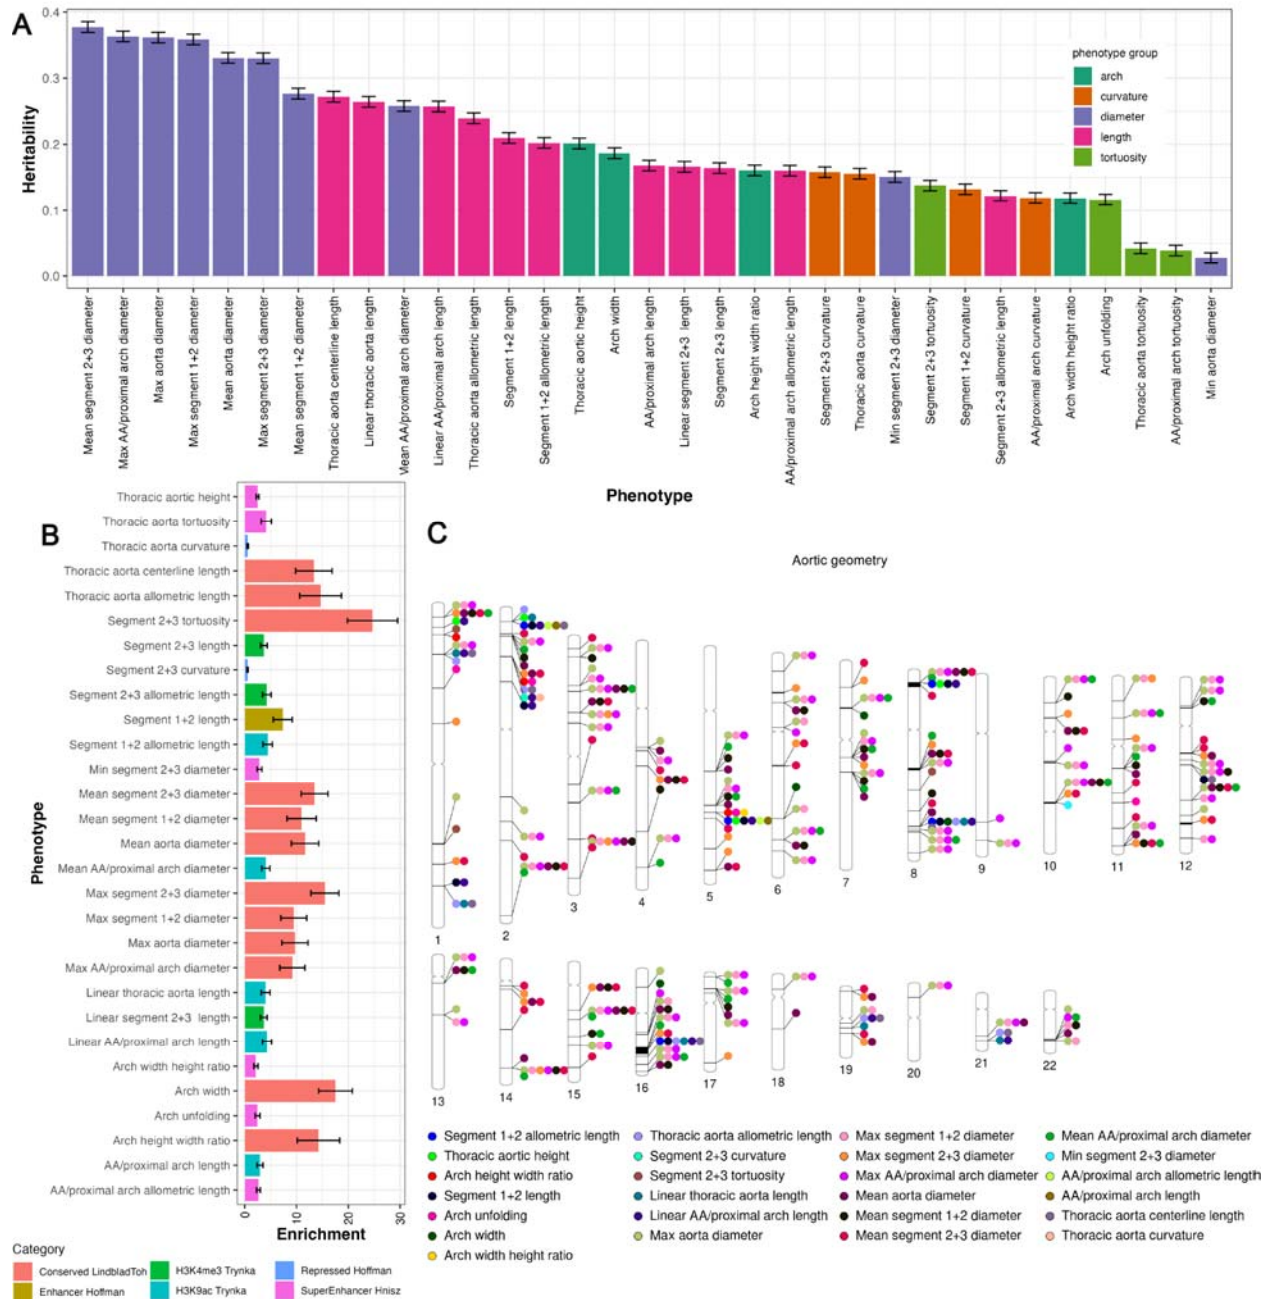 A
0.4
0.3
0.2
0.1
0.0
Heritability
phenotype group
arch
curvature
diameter
length
tortuosity
Mean segment 2+3 diameter
Max AA/proximal arch diameter
Max aorta diameter
Max segment 1+2 diameter
Mean aorta diameter
Max segment 2+3 diameter
Mean segment 1+2 diameter
Thoracic aorta centerline length
Linear thoracic aorta length
Mean AA/proximal arch diameter
Linear AA/proximal arch length
Thoracic aorta allometric length
Segment 1+2 length
Segment 1+2 allometric length
Thoracic aortic height
Arch width
AA/proximal arch length
Linear segment 2+3 length
Segment 2+3 length
Arch height width ratio
AA/proximal arch allometric length
Segment 2+3 curvature
Thoracic aorta curvature
Min segment 2+3 diameter
Segment 2+3 tortuosity
Segment 1+2 curvature
Segment 2+3 allometric length
AA/proximal arch curvature
Arch width height ratio
Arch unfolding
Thoracic aorta tortuosity
AA/proximal arch tortuosity
Min aorta diameter
Phenotype
B
Phenotype
Thoracic aortic height
Thoracic aorta tortuosity
Thoracic aorta curvature
Thoracic aorta centerline length
Thoracic aorta allometric length
Segment 2+3 tortuosity
Segment 2+3 length
Segment 2+3 curvature
Segment 2+3 allometric length
Segment 1+2 length
Segment 1+2 allometric length
Min segment 2+3 diameter
Mean segment 2+3 diameter
Mean segment 1+2 diameter
Mean aorta diameter
Mean AA/proximal arch diameter
Max segment 2+3 diameter
Max segment 1+2 diameter
Max aorta diameter
Max AA/proximal arch diameter
Linear thoracic aorta length
Linear segment 2+3 length
Linear AA/proximal arch length
Arch width height ratio
Arch width
Arch unfolding
Arch height width ratio
AA/proximal arch length
AA/proximal arch allometric length
0 10 20 30
Enrichment
Category
Conserved LindbladToh
Enhancer Hoffman
H3K4me3 Trynka
H3K9ac Trynka
Repressed Hoffman
SuperEnhancer Hnisz
C
Aortic geometry
1 2 3 4 5 6 7 8 9 10 11 12
13 14 15 16 17 18 19 20 21 22
Segment 1+2 allometric length
Thoracic aortic height
Arch height width ratio
Segment 1+2 length
Arch unfolding
Arch width
Arch width height ratio
Thoracic aorta allometric length
Segment 2+3 curvature
Segment 2+3 tortuosity
Linear thoracic aorta length
Linear AA/proximal arch length
Max aorta diameter
Max segment 1+2 diameter
Max segment 2+3 diameter
Max AA/proximal arch diameter
Mean aorta diameter
Mean segment 1+2 diameter
Mean segment 2+3 diameter
Mean AA/proximal arch diameter
Min segment 2+3 diameter
AA/proximal arch allometric length
AA/proximal arch length
Thoracic aorta centerline length
Thoracic aorta curvature